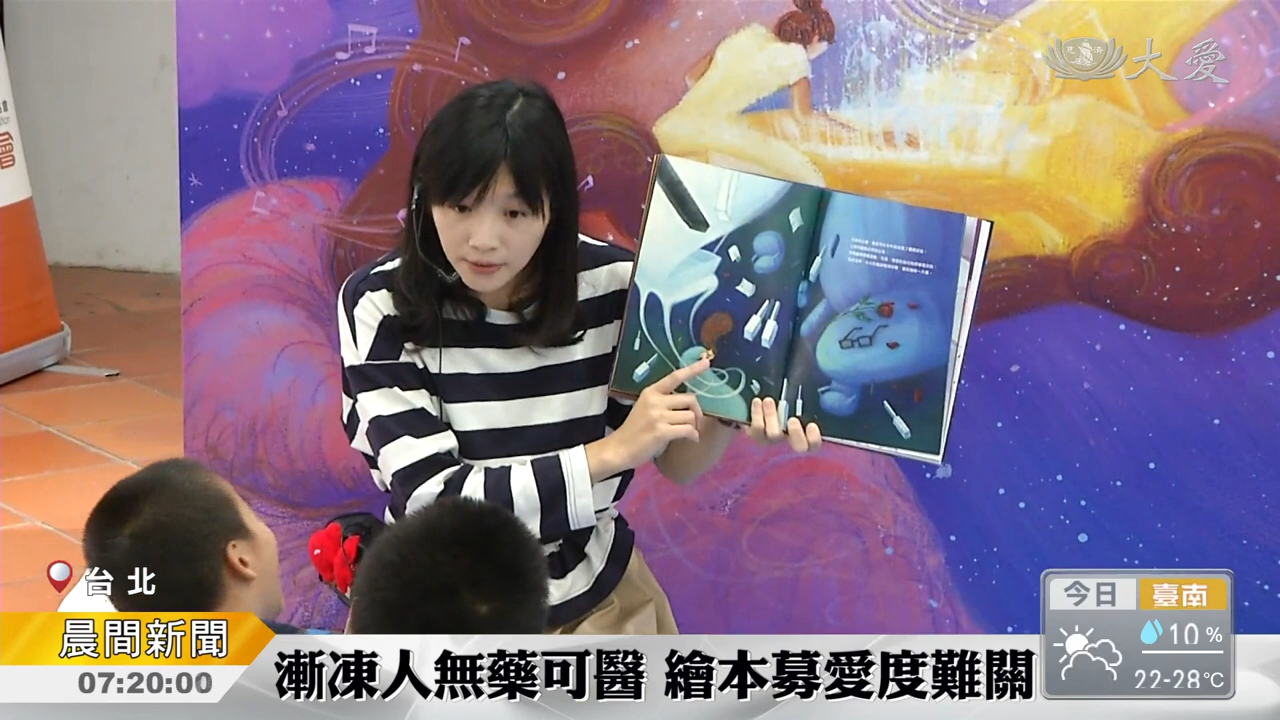 大愛
會
台北
晨間新聞
07:20:00
漸凍人無藥可醫 繪本募愛度難關
今日 臺南
10 %
22-28°C